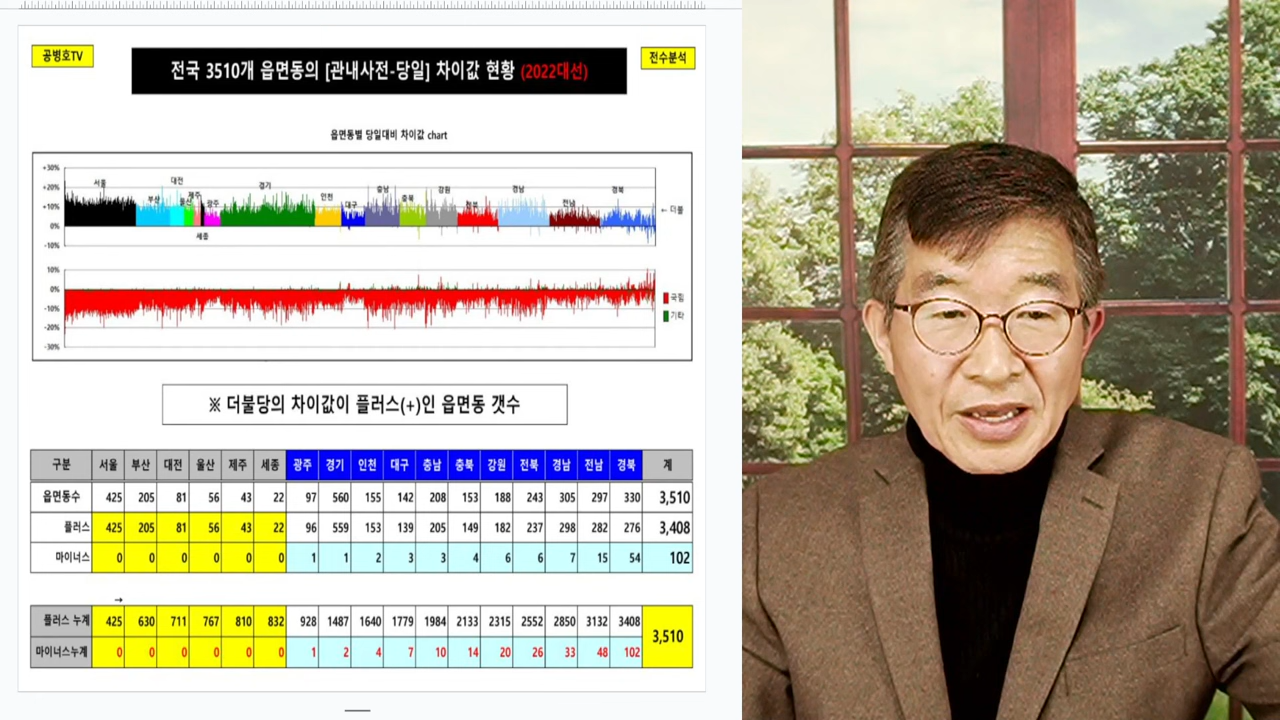 공병호TV
전국 3510개 읍면동의 [관내사전-당일] 차이값 현황 (2022대선)
전수분석
읍면동별 당일대비 차이값 chart
+30%
+20%
+10%
0%
-10%
서울
부산
대전
울산
제주
세종
광주
경기
인천
대구
충남
충북
강원
전북
경남
전남
경북
← 더불
10%
0%
-10%
-20%
-30%
국힘
기타
※ 더불당의 차이값이 플러스(+)인 읍면동 갯수
구분 서울 부산 대전 울산 제주 세종 광주 경기 인천 대구 충남 충북 강원 전북 경남 전남 경북 계
읍면동수 425 205 81 56 43 22 97 560 155 142 208 153 188 243 305 297 330 3,510
플러스 425 205 81 56 43 22 96 559 153 139 205 149 182 237 298 282 276 3,408
마이너스 0 0 0 0 0 0 1 1 2 3 3 4 6 6 7 15 54 102
→
플러스 누계 425 630 711 767 810 832 928 1487 1640 1779 1984 2133 2315 2552 2850 3132 3408 3,510
마이너스누계 0 0 0 0 0 0 1 2 4 7 10 14 20 26 33 48 102